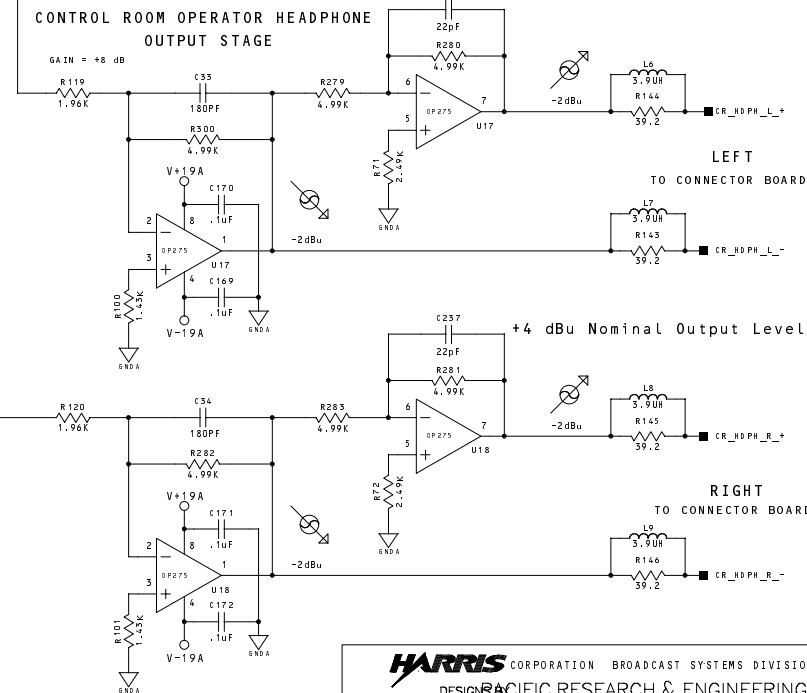 CONTROL ROOM OPERATOR HEADPHONE
OUTPUT STAGE
GAIN = +8 dB
22pF
R280
4.99K
R119
1.96K
C33
180PF
R279
4.99K
6
5
7
OP275
U17
-2dBu
L6
3.9UH
R144
39.2
CR_HDPH_L_+
R300
4.99K
R71
2.49K
GNDA
LEFT
TO CONNECTOR BOARD
V+19A
C170
.1uF
2
3
8
4
1
OP275
U17
-2dBu
L7
3.9UH
R143
39.2
CR_HDPH_L_-
C169
.1uF
R100
1.43K
V-19A
GNDA
GNDA
C237
22pF
+4 dBu Nominal Output Level
R281
4.99K
R120
1.96K
C34
180PF
R283
4.99K
6
5
7
OP275
U18
-2dBu
L8
3.9UH
R145
39.2
CR_HDPH_R_+
R282
4.99K
R72
2.49K
GNDA
RIGHT
TO CONNECTOR BOARD
V+19A
C171
.1uF
2
3
8
4
1
OP275
U18
-2dBu
L9
3.9UH
R146
39.2
CR_HDPH_R_-
C172
.1uF
R101
1.43K
V-19A
GNDA
GNDA
HARRIS CORPORATION BROADCAST SYSTEMS DIVISIO
DESIGNS BY PACIFIC RESEARCH & ENGINEERING